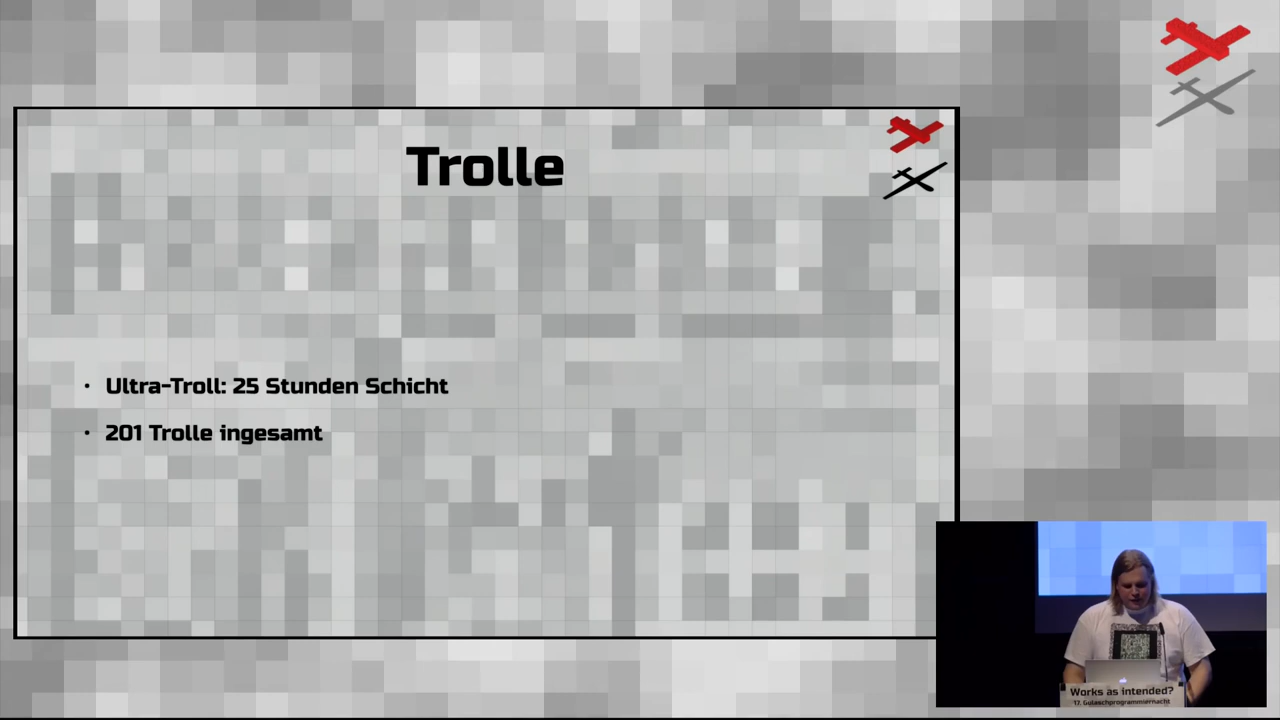 Trolle
• Ultra-Troll: 25 Stunden Schicht
• 201 Trolle ingesamt
Works as intended?
17. Gulaschprogrammiernacht